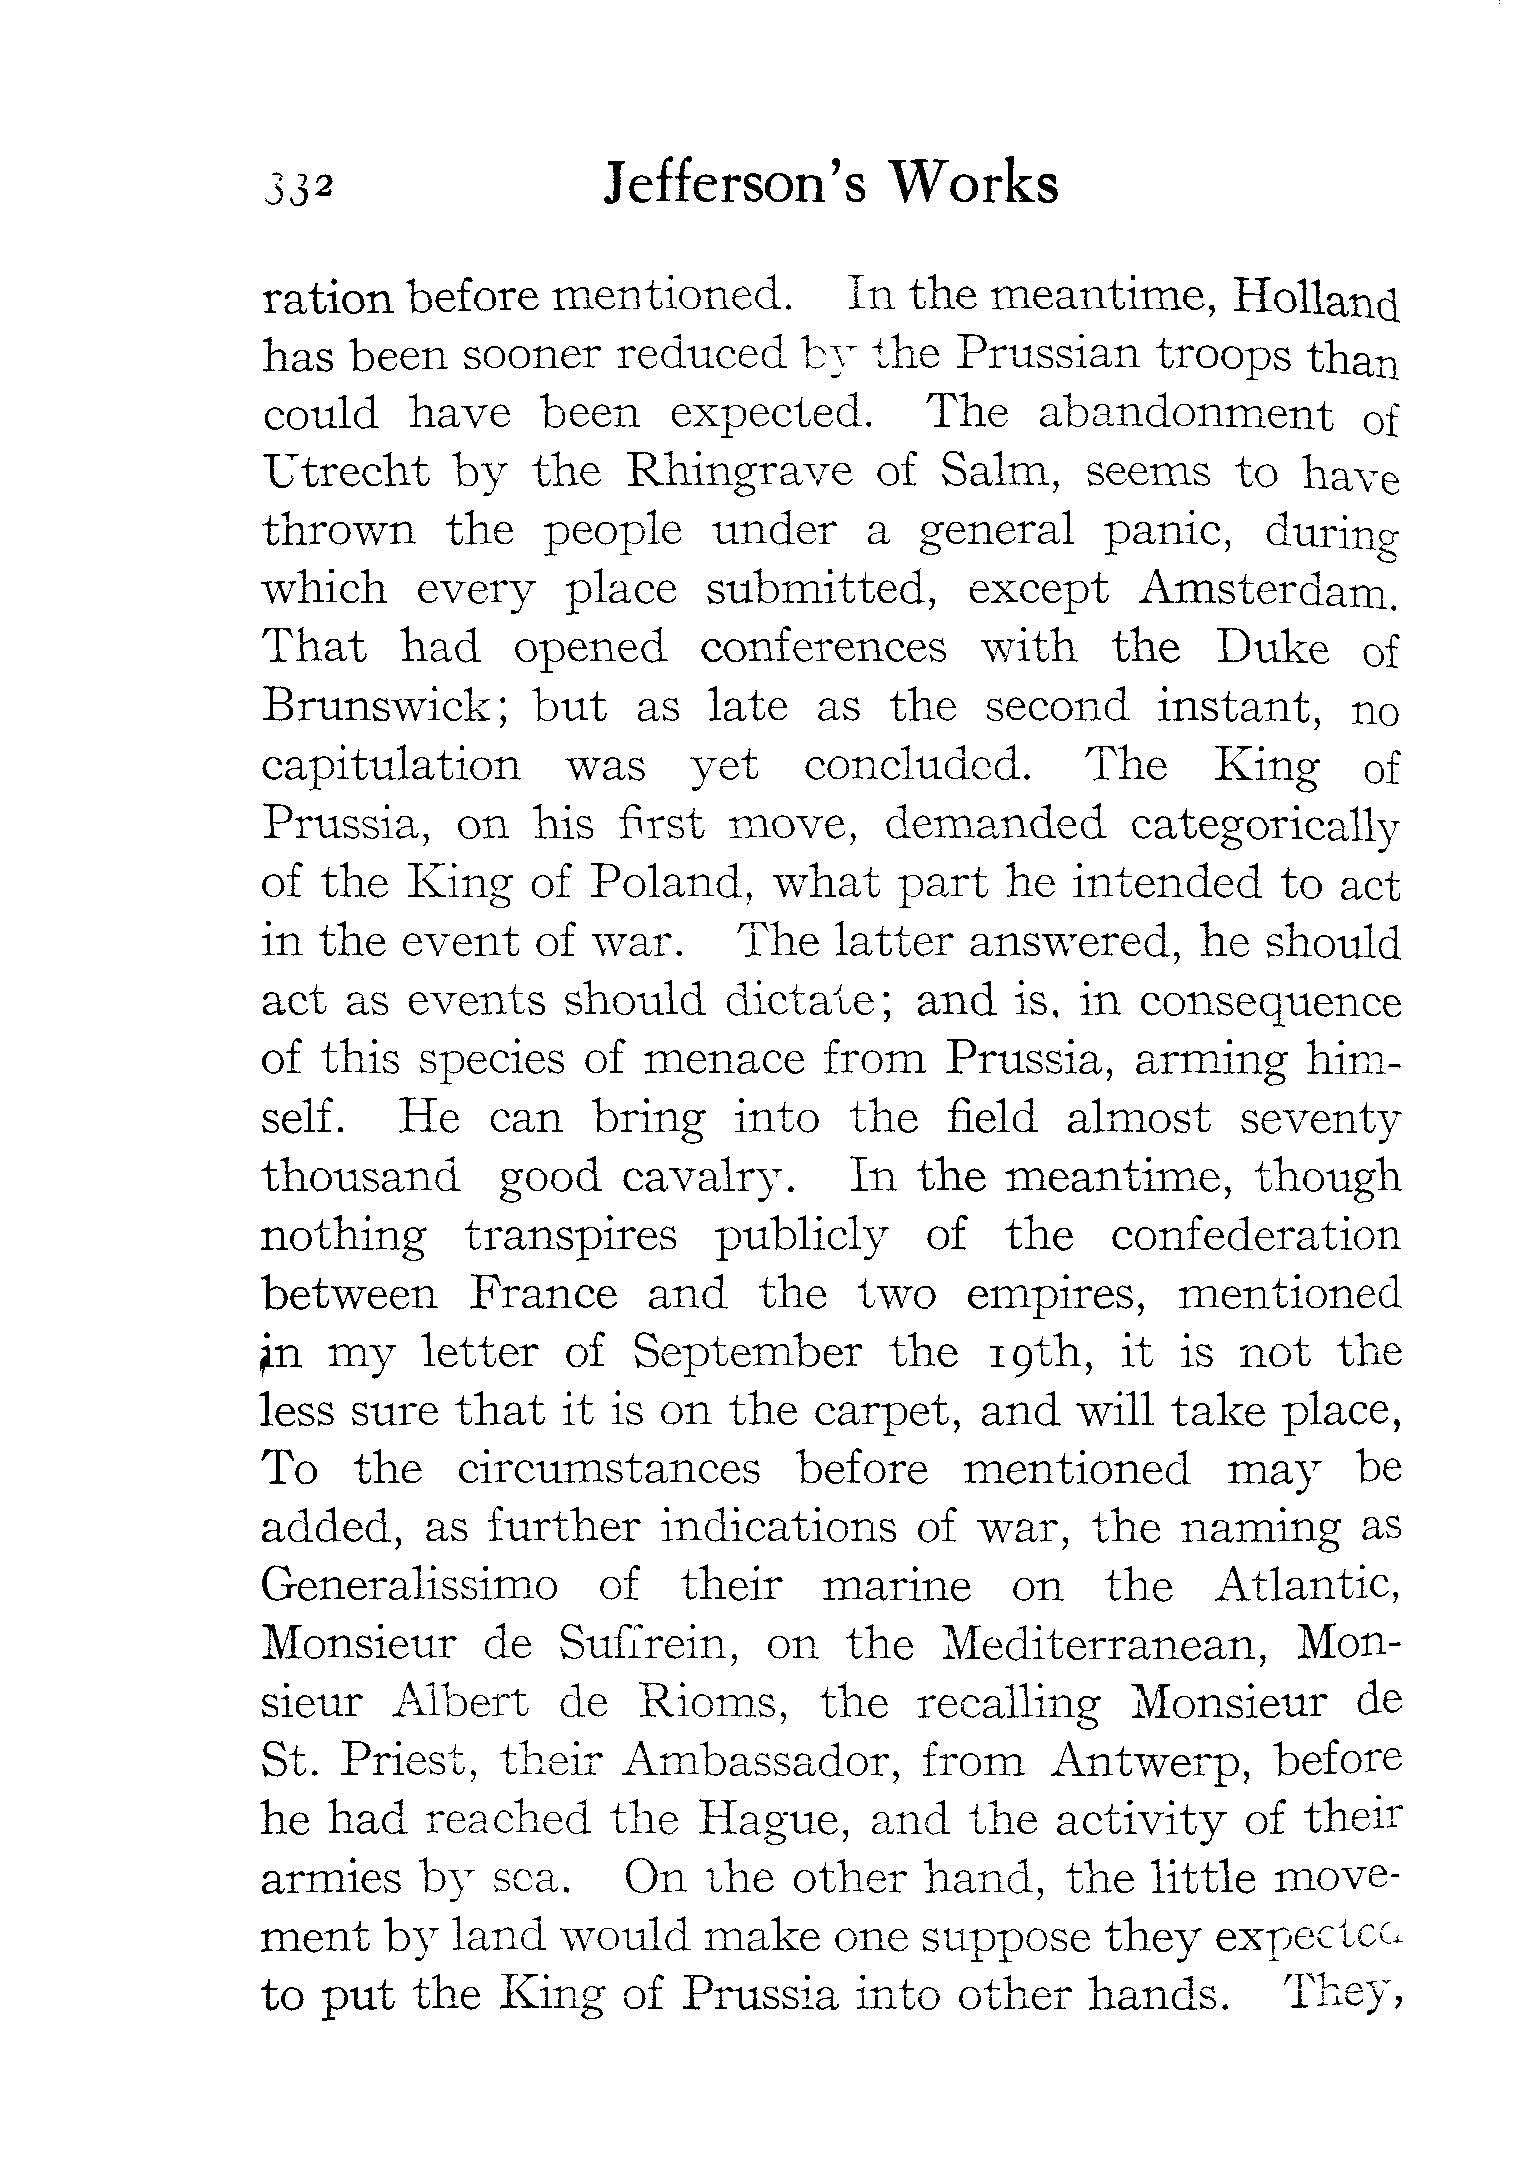 332 Jefferson's Works
ration before mentioned. In the meantime, Holland
has been sooner reduced by the Prussian troops than
could have been expected. The abandonment of
Utrecht by the Rhingrave of Salm, seems to have
thrown the people under a general panic, during
which every place submitted, except Amsterdam.
That had opened conferences with the Duke of
Brunswick; but as late as the second instant, no
capitulation was yet concluded. The King of
Prussia, on his first move, demanded categorically
of the King of Poland, what part he intended to act
in the event of war. The latter answered, he should
act as events should dictate; and is, in consequence
of this species of menace from Prussia, arming him-
self. He can bring into the field almost seventy
thousand good cavalry. In the meantime, though
nothing transpires publicly of the confederation
between France and the two empires, mentioned
in my letter of September the 19th, it is not the
less sure that it is on the carpet, and will take place,
To the circumstances before mentioned may be
added, as further indications of war, the naming as
Generalissimo of their marine on the Atlantic,
Monsieur de Suffrein, on the Mediterranean, Mon-
sieur Albert de Rioms, the recalling Monsieur de
St. Priest, their Ambassador, from Antwerp, before
he had reached the Hague, and the activity of their
armies by sea. On the other hand, the little move-
ment by land would make one suppose they expected
to put the King of Prussia into other hands. They,